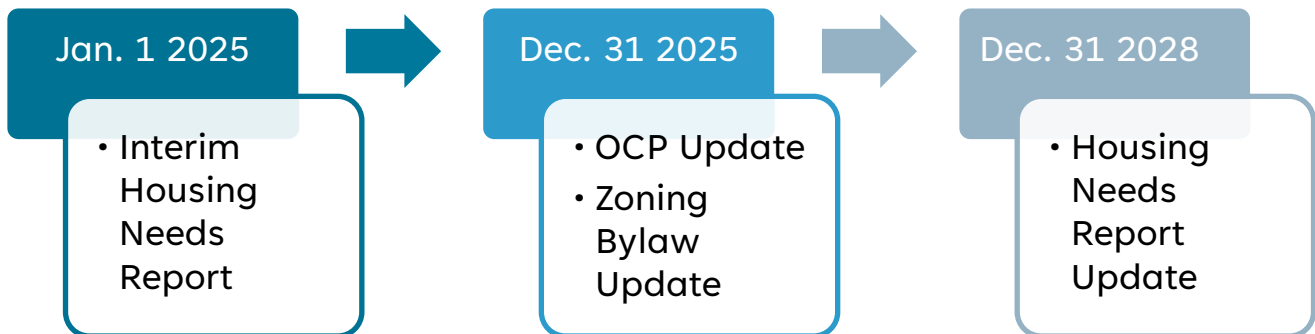 Jan. 1 2025
• Interim
Housing
Needs
Report
Dec. 31 2025
• OCP Update
• Zoning
Bylaw
Update
Dec. 31 2028
• Housing
Needs
Report
Update